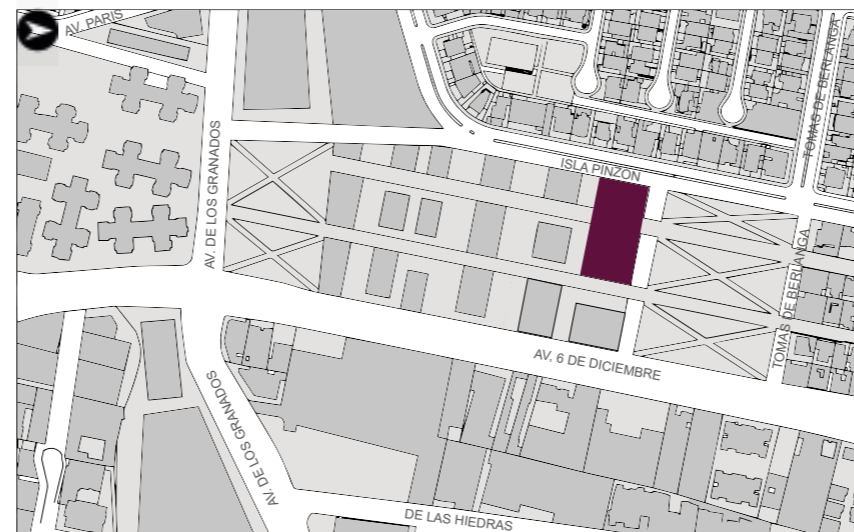 AV. PARIS
TOMAS DE BERLANGA
AV. DE LOS GRANADOS
ISLA PINZON
TOMAS DE BERLANGA
AV, 6 DE DICIEMBRE
AV. DE LOS GRANADOS
DE LAS HIEDRAS